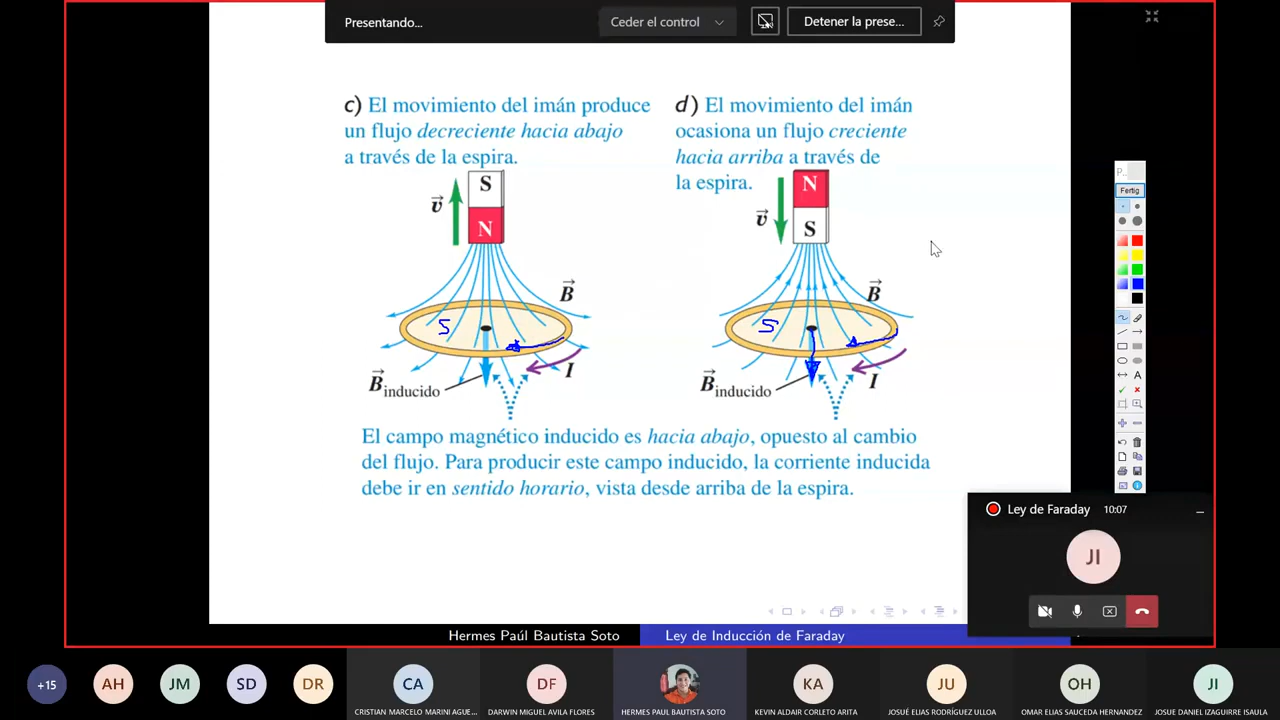 Presentando...
Ceder el control
Detener la prese...
c) El movimiento del imán produce
un flujo decreciente hacia abajo
a través de la espira.
d) El movimiento del imán
ocasiona un flujo creciente
hacia arriba a través de
la espira.
S
N
v
B
S
I
B inducido
N
S
v
B
S
I
B inducido
El campo magnético inducido es hacia abajo, opuesto al cambio
del flujo. Para producir este campo inducido, la corriente inducida
debe ir en sentido horario, vista desde arriba de la espira.
P...
Fertig
A
Ley de Faraday 10:07
JI
Hermes Paúl Bautista Soto
Ley de Inducción de Faraday
+15
AH
JM
SD
DR
CA
CRISTIAN MARCELO MARINI AGUE...
DF
DARWIN MIGUEL AVILA FLORES
HERMES PAUL BAUTISTA SOTO
KA
KEVIN ALDAIR CORLETO ARITA
JU
JOSUÉ ELIAS RODRÍGUEZ ULLOA
OH
OMAR ELIAS SAUCEDA HERNANDEZ
JI
JOSUE DANIEL IZAGUIRRE ISAULA